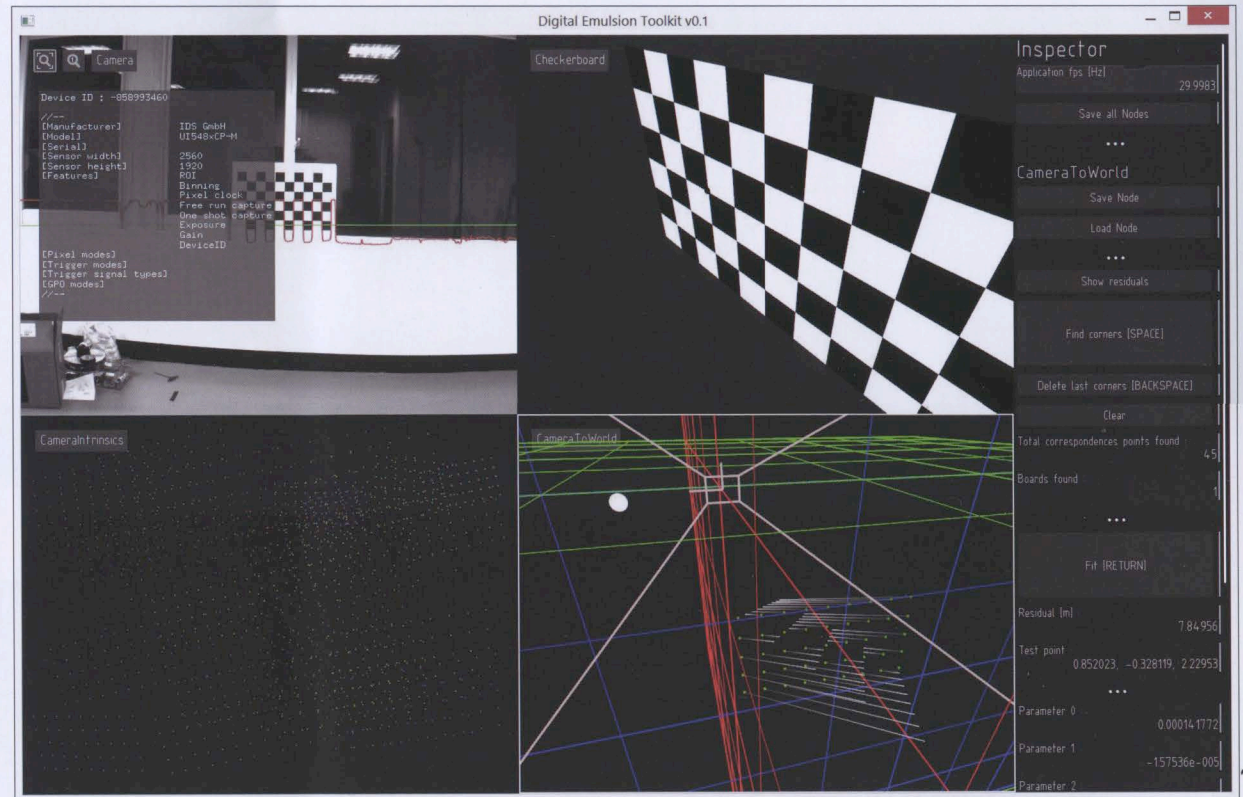 Digital Emulsion Toolkit v0.1
Camera
Device ID : -858993460
//--
[Manufacturer] IDS GmbH
[Model] UI548xCP-M
[Serial]
[Sensor width] 2560
[Sensor height] 1920
[Features] ROI
Binning
Pixel clock
Free run capture
One shot capture
Exposure
Gain
DeviceID
[Pixel modes]
[Trigger modes]
[Trigger signal types]
[GPO modes]
//--
Checkerboard
CameraIntrinsics
CameraToWorld
Inspector
Application fps [Hz]
29.9983
Save all Nodes
...
CameraToWorld
Save Node
Load Node
...
Show residuals
Find corners [SPACE]
Delete last corners [BACKSPACE]
Clear
Total correspondences points found
45
Boards found
1
...
Fit [RETURN]
Residual [m]
7.84956
Test point
0.852023, -0.328119, 2.22953
...
Parameter 0
0.000141772
Parameter 1
-1.57536e-005
Parameter 2